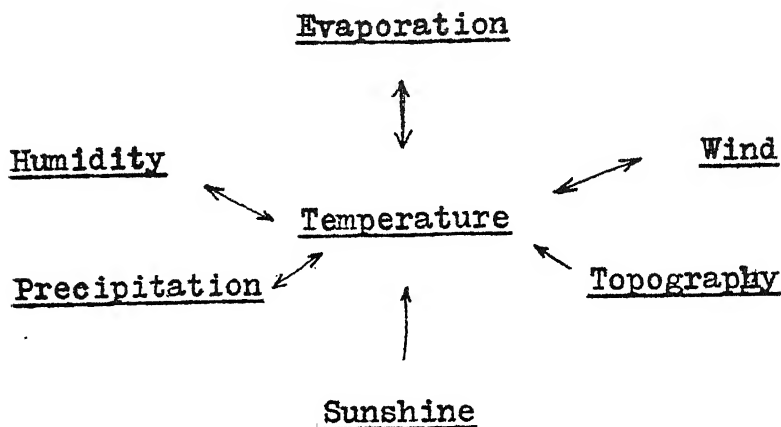 Evaporation
Humidity
Wind
Temperature
Precipitation
Topography
Sunshine